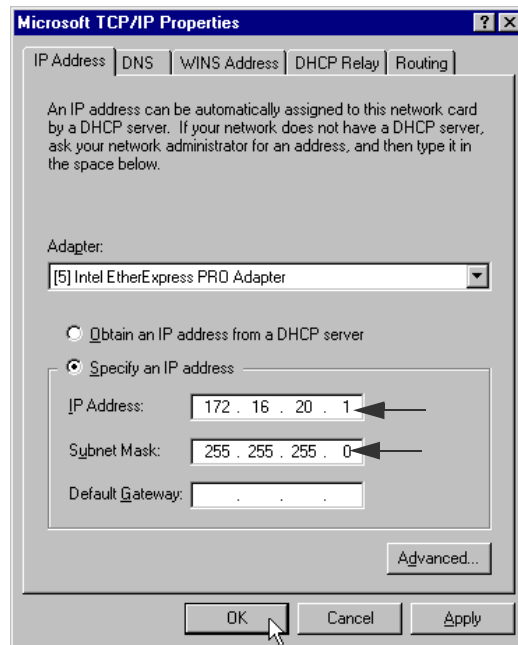 Microsoft TCP/IP Properties
? X
IP Address DNS WINS Address DHCP Relay Routing
An IP address can be automatically assigned to this network card
by a DHCP server. If your network does not have a DHCP server,
ask your network administrator for an address, and then type it in
the space below.
Adapter:
[5] Intel EtherExpress PRO Adapter
Obtain an IP address from a DHCP server
Specify an IP address
IP Address: 172 . 16 . 20 . 1
Subnet Mask: 255 . 255 . 255 . 0
Default Gateway: . . .
Advanced...
OK Cancel Apply